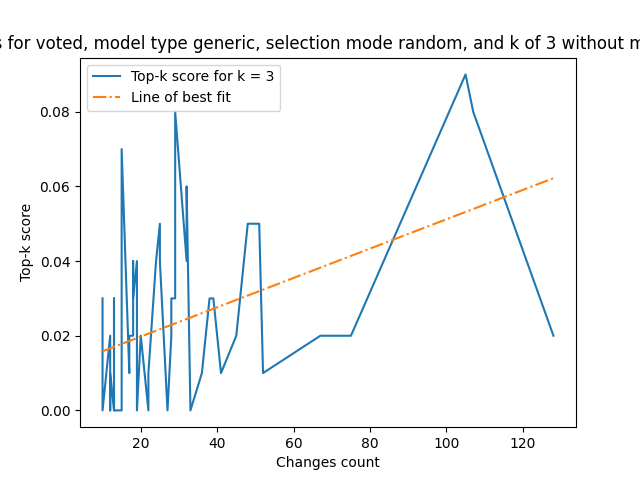 s for voted, model type generic, selection mode random, and k of 3 without m
Top-k score for k = 3
Line of best fit
Top-k score
0.08
0.06
0.04
0.02
0.00
20 40 60 80 100 120
Changes count